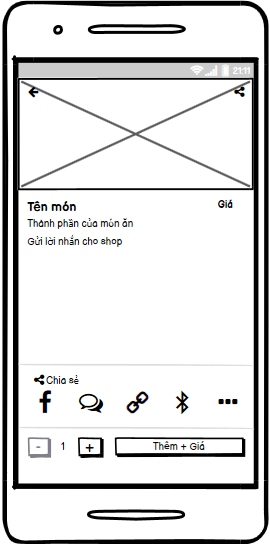 21:11
Tên món Giá
Thành phần của món ăn
Gửi lời nhắn cho shop
Chia sẻ
- 1 + Thêm + Giá